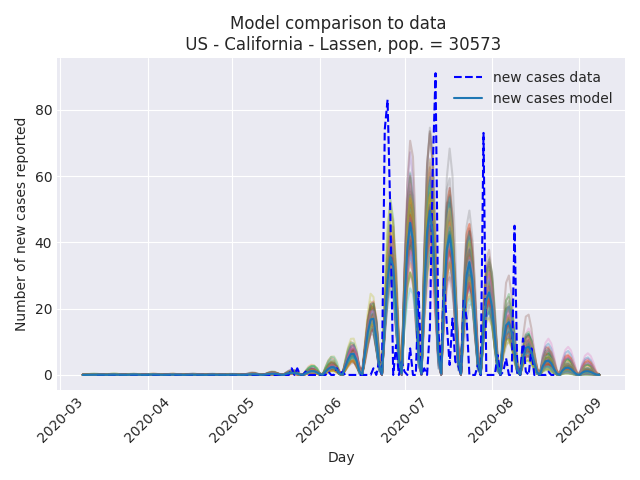 Model comparison to data
US - California - Lassen, pop. = 30573
new cases data
new cases model
Number of new cases reported
80
60
40
20
0
2020-03
2020-04
2020-05
2020-06
2020-07
2020-08
2020-09
Day